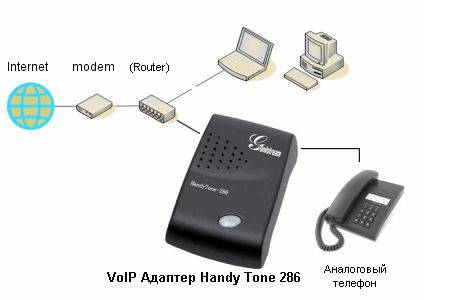 Internet
modem
(Router)
Grandstream
HandyTone-286
Аналоговый
телефон
VoIP Адаптер Handy Tone 286